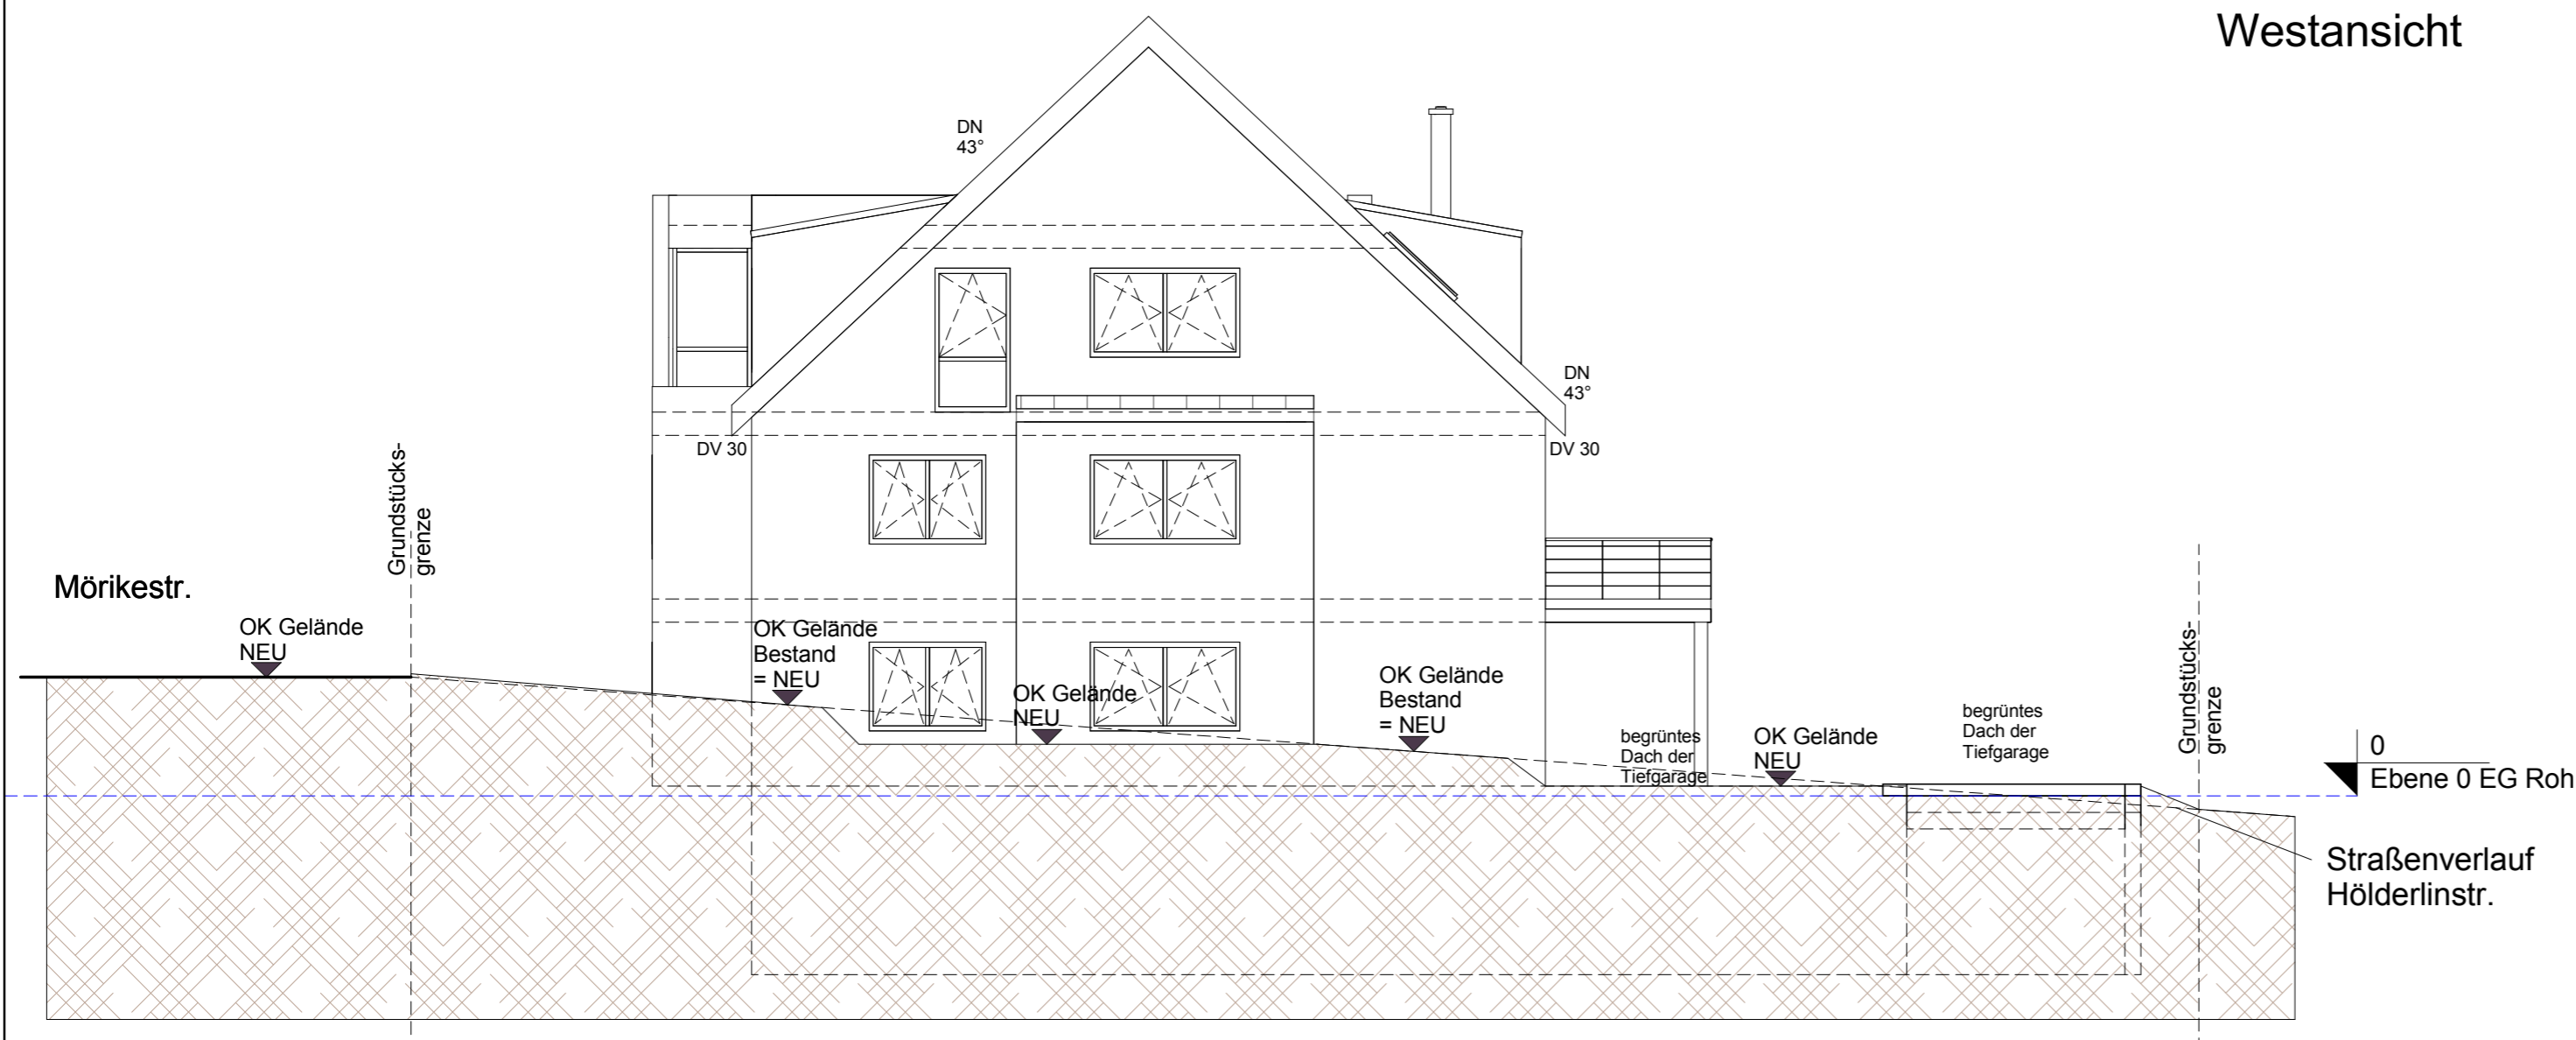 Westansicht
DN
43°
DN
43°
DV 30
DV 30
Grundstücks-
grenze
Mörikestr.
OK Gelände
NEU
OK Gelände
Bestand
= NEU
OK Gelände
NEU
OK Gelände
Bestand
= NEU
begrüntes
Dach der
Tiefgarage
OK Gelände
NEU
begrüntes
Dach der
Tiefgarage
Grundstücks-
grenze
0
Ebene 0 EG Roh
Straßenverlauf
Hölderlinstr.